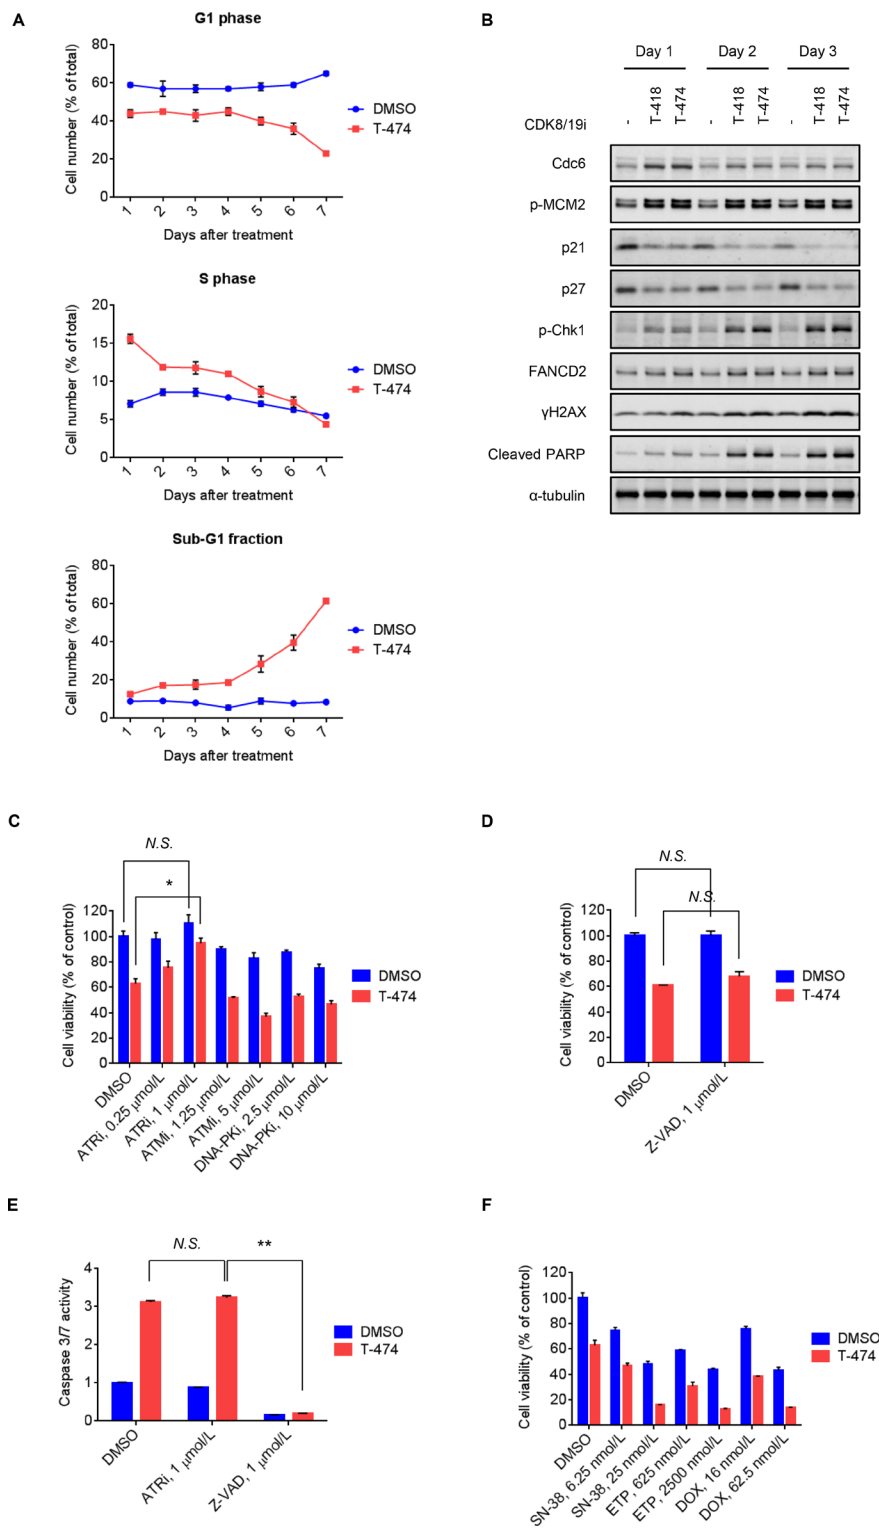 A
G1 phase
Cell number (% of total)
80
60
40
20
0
1 2 3 4 5 6 7
Days after treatment
DMSO
T-474
S phase
Cell number (% of total)
20
15
10
5
0
1 2 3 4 5 6 7
Days after treatment
DMSO
T-474
Sub-G1 fraction
Cell number (% of total)
80
60
40
20
0
1 2 3 4 5 6 7
Days after treatment
DMSO
T-474
B
Day 1 Day 2 Day 3
CDK8/19i - T-418 T-474 - T-418 T-474 - T-418 T-474
Cdc6
p-MCM2
p21
p27
p-Chk1
FANCD2
γH2AX
Cleaved PARP
α-tubulin
C
N.S.
*
Cell viability (% of control)
120
100
80
60
40
20
0
DMSO
ATRi, 0.25 μmol/L
ATRi, 1 μmol/L
ATMi, 1.25 μmol/L
ATMi, 5 μmol/L
DNA-PKi, 2.5 μmol/L
DNA-PKi, 10 μmol/L
DMSO
T-474
D
N.S.
N.S.
Cell viability (% of control)
120
100
80
60
40
20
0
DMSO
Z-VAD, 1 μmol/L
DMSO
T-474
E
N.S.
**
Caspase 3/7 activity
4
3
2
1
0
DMSO
ATRi, 1 μmol/L
Z-VAD, 1 μmol/L
DMSO
T-474
F
Cell viability (% of control)
120
100
80
60
40
20
0
DMSO
SN-38, 6.25 nmol/L
SN-38, 25 nmol/L
ETP, 625 nmol/L
ETP, 2500 nmol/L
DOX, 16 nmol/L
DOX, 62.5 nmol/L
DMSO
T-474